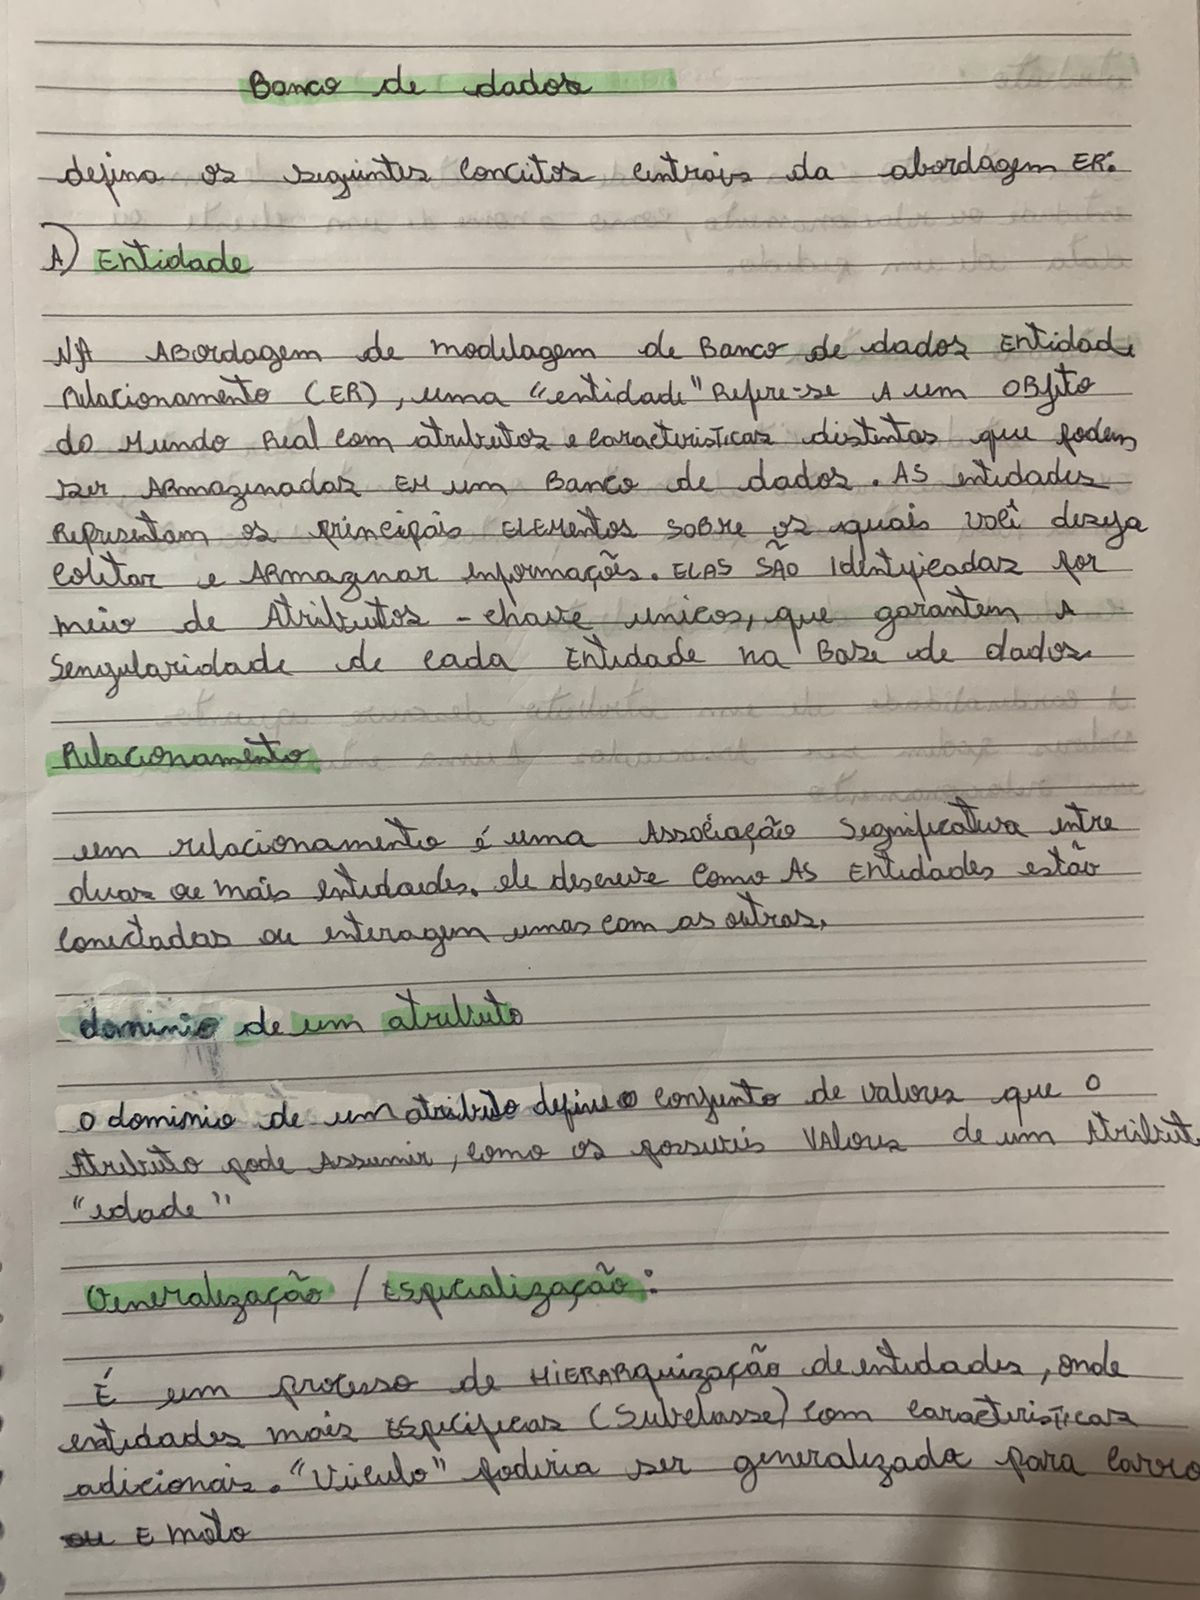 Banco de dados
defina os seguintes conceitos centrais da abordagem ER:
A) Entidade
NA ABordagem de modelagem de Banco de dados Entidade
Relacionamento (ER), uma "entidade" Refere-se A um OBjeto
do Mundo Real com atributos e caracteristicas distintas que podem
ser ARmazenadas EM um Banco de dados. AS entidades
Representam os principais ELEMENTOS SOBRE os quais você deseja
coletar e ARmazenar informações. ELAS SÃO Identificadas por
meio de Atributos - chave unicos, que garantem A
Sengularidade de cada Entidade na Base de dados.
Relacionamento
um relacionamento é uma Associação Significativa entre
duas ou mais entidades. ele descreve como AS Entidades estão
conectadas ou enteragem umas com as outras.
dominio de um atributo
O dominio de um atributo define o conjunto de valores que o
Atributo pode Assumir, como os possiveis VAlores de um Atribut
"idade"
Generalização / ESpecialização:
É um processo de HiERARquização de entidades, onde
entidades mais ESpecificas (Subclasse) com caracteristicas
adicionais. "Veiculo" poderia ser generalizada para carro
ou E moto